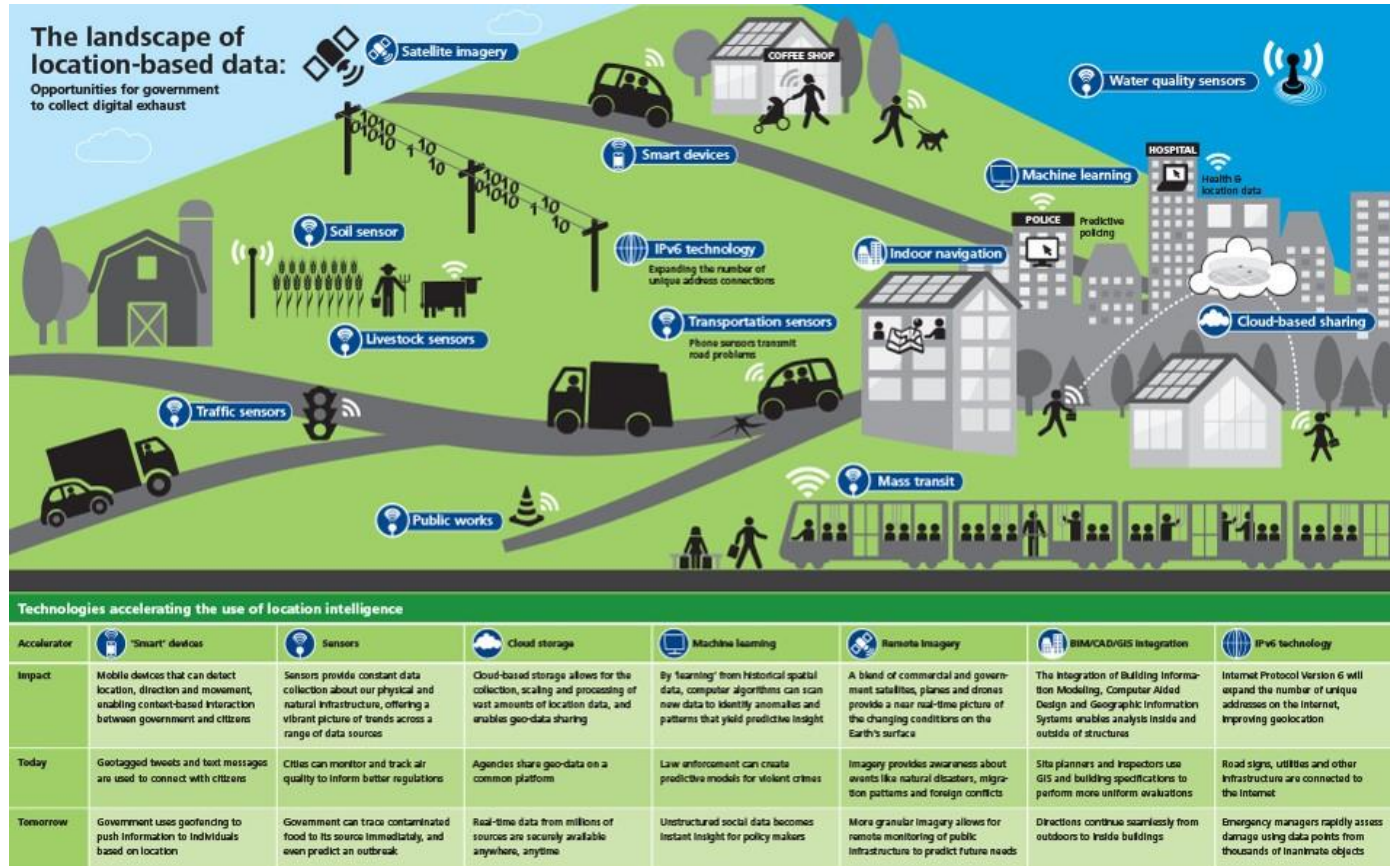 The landscape of
location-based data:
Opportunities for government
to collect digital exhaust
Satellite imagery
COFFEE SHOP
Water quality sensors
Smart devices
HOSPITAL
Health &
location data
Machine learning
POLICE
Predictive
policing
1010
01010
10
1
10
1010
01010
10
1
10
Soil sensor
IPv6 technology
Expanding the number of
unique address connections
Indoor navigation
Livestock sensors
Transportation sensors
Phone sensors transmit
road problems
Cloud-based sharing
Traffic sensors
Mass transit
Public works
Technologies accelerating the use of location intelligence
Accelerator
'Smart' devices
Sensors
Cloud storage
Machine learning
Remote imagery
BIM/CAD/GIS integration
IPv6 technology
Impact
Mobile devices that can detect
location, direction and movement,
enabling context-based interaction
between government and citizens
Sensors provide constant data
collection about our physical and
natural infrastructure, offering a
vibrant picture of trends across a
range of data sources
Cloud-based storage allows for the
collection, scaling and processing of
vast amounts of location data, and
enables geo-data sharing
By 'learning' from historical spatial
data, computer algorithms can scan
new data to identify anomalies and
patterns that yield predictive insight
A blend of commercial and govern-
ment satellites, planes and drones
provide a near real-time picture of
the changing conditions on the
Earth's surface
The integration of Building Informa-
tion Modeling, Computer Aided
Design and Geographic Information
Systems enables analysis inside and
outside of structures
Internet Protocol Version 6 will
expand the number of unique
addresses on the Internet,
improving geolocation
Today
Geotagged tweets and text messages
are used to connect with citizens
Cities can monitor and track air
quality to inform better regulations
Agencies share geo-data on a
common platform
Law enforcement can create
predictive models for violent crimes
Imagery provides awareness about
events like natural disasters, migra-
tion patterns and foreign conflicts
Site planners and inspectors use
GIS and building specifications to
perform more uniform evaluations
Road signs, utilities and other
infrastructure are connected to
the internet
Tomorrow
Government uses geofencing to
push information to individuals
based on location
Government can trace contaminated
food to its source immediately, and
even predict an outbreak
Real-time data from millions of
sources are securely available
anywhere, anytime
Unstructured social data becomes
instant insight for policy makers
More granular imagery allows for
remote monitoring of public
infrastructure to predict future needs
Directions continue seamlessly from
outdoors to inside buildings
Emergency managers rapidly assess
damage using data points from
thousands of inanimate objects